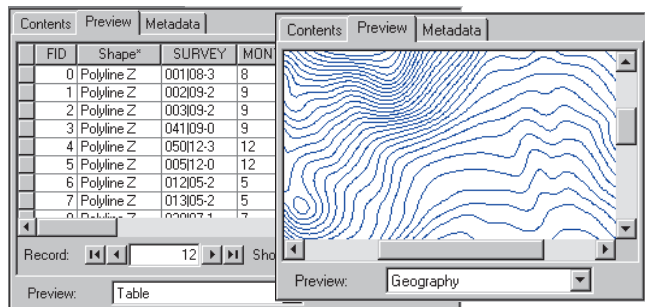 Contents Preview Metadata
FID Shape* SURVEY MONT
0 Polyline Z 001|08-3 8
1 Polyline Z 002|09-2 9
2 Polyline Z 003|09-2 9
3 Polyline Z 041|09-0 9
4 Polyline Z 050|12-3 12
5 Polyline Z 005|12-0 12
6 Polyline Z 012|05-2 5
7 Polyline Z 013|05-2 5
Record: 12 Sho
Preview: Table
Contents Preview Metadata
Preview: Geography